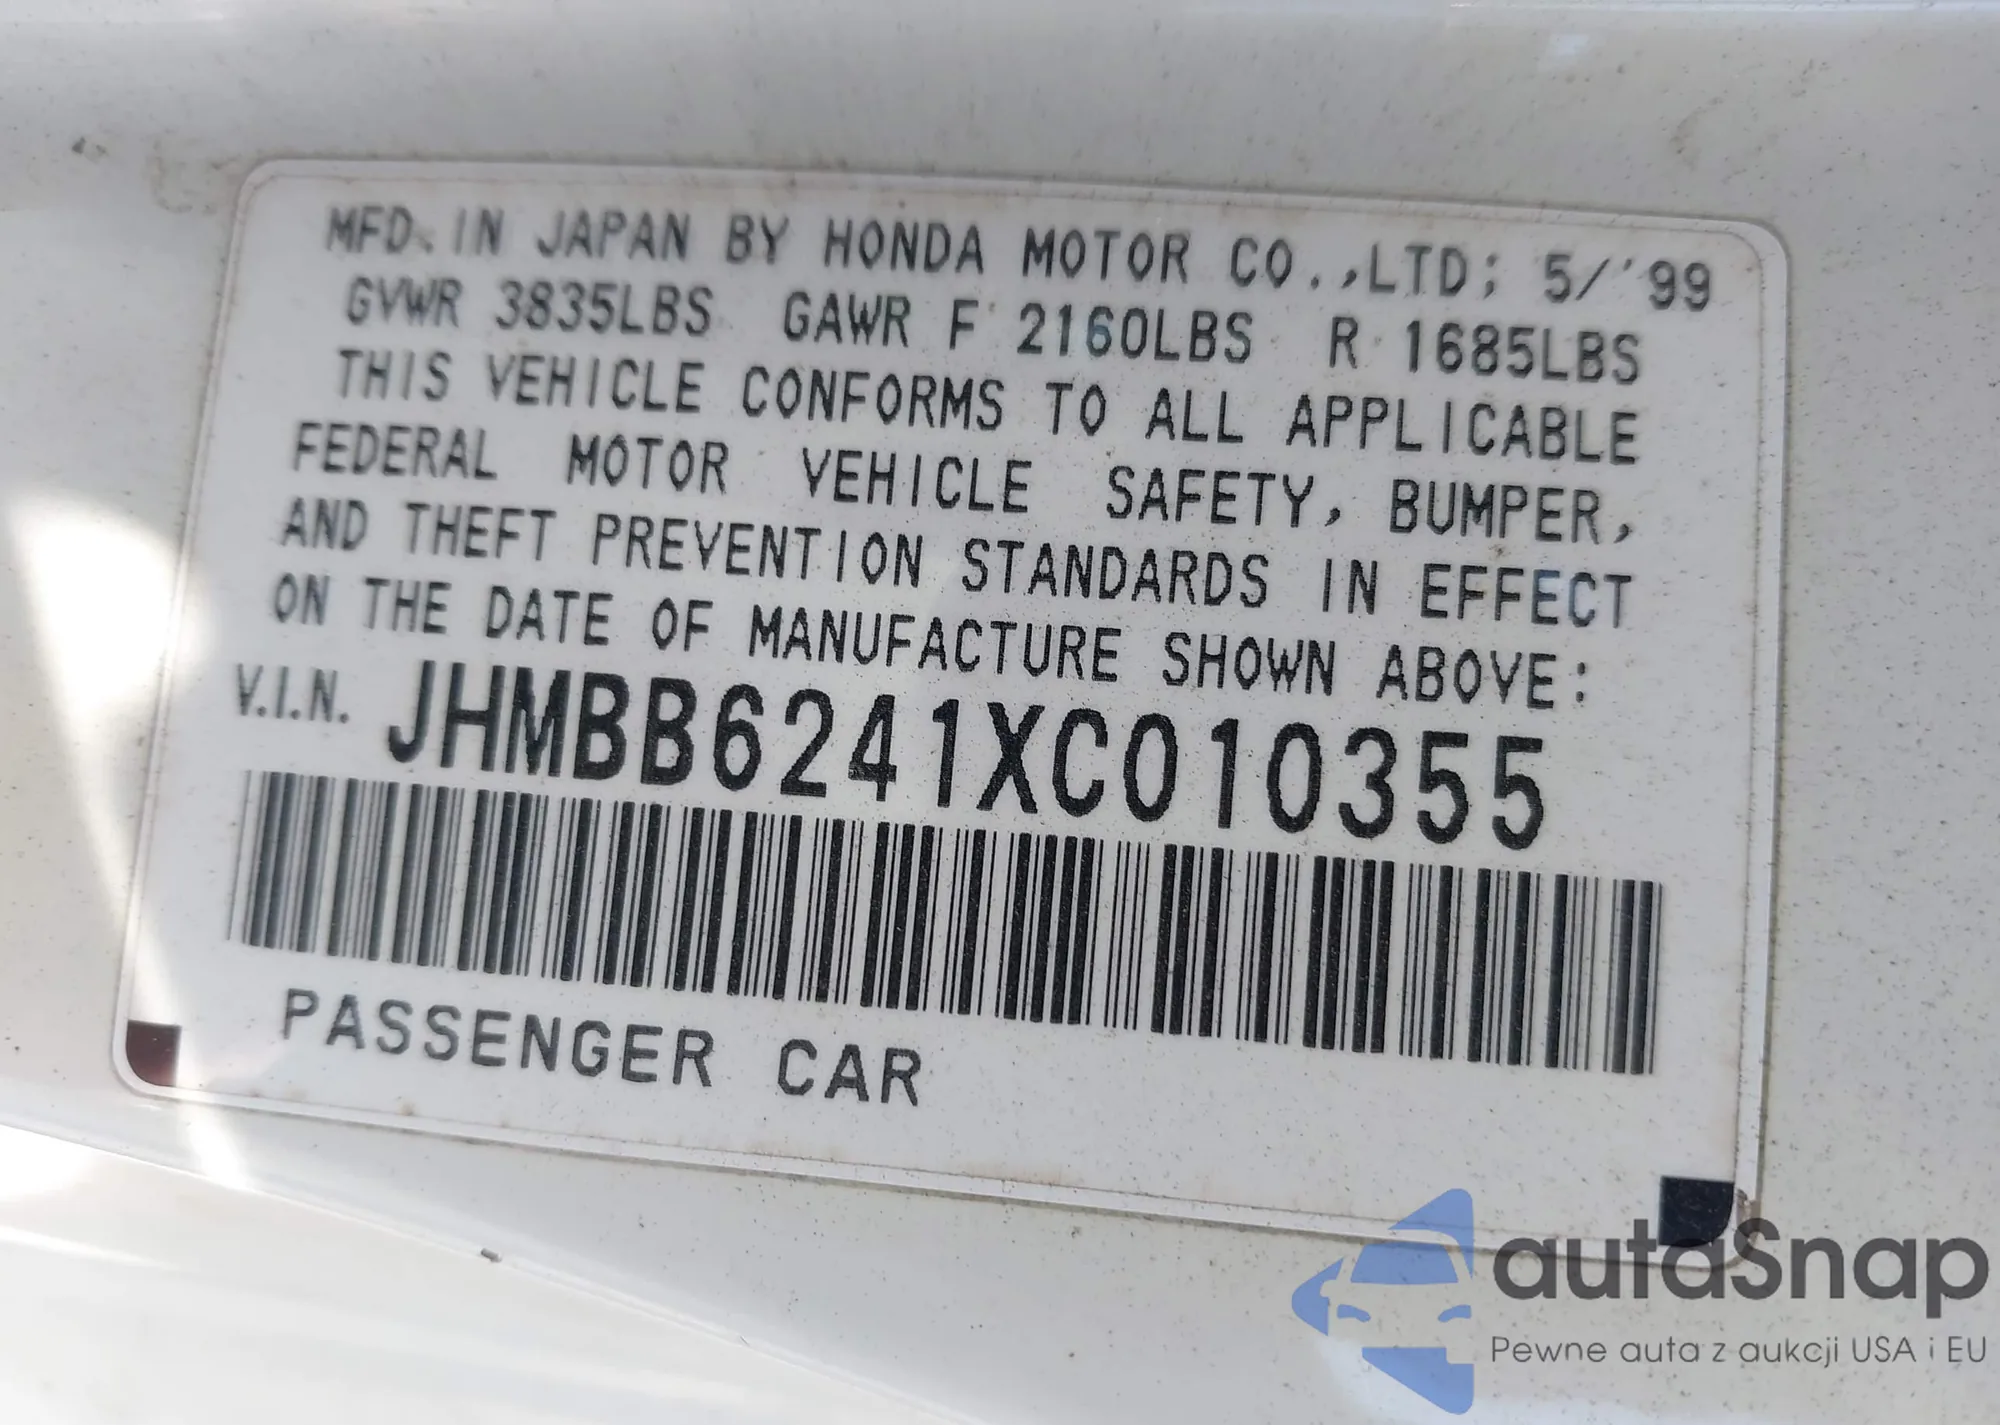 MFD. IN JAPAN BY HONDA MOTOR CO.,LTD; 5/'99
GVWR 3835LBS GAWR F 2160LBS R 1685LBS
THIS VEHICLE CONFORMS TO ALL APPLICABLE
FEDERAL MOTOR VEHICLE SAFETY, BUMPER,
AND THEFT PREVENTION STANDARDS IN EFFECT
ON THE DATE OF MANUFACTURE SHOWN ABOVE:
V.I.N. JHMBB6241XC010355
PASSENGER CAR
autoSnap
Pewne auta z aukcji USA i EU